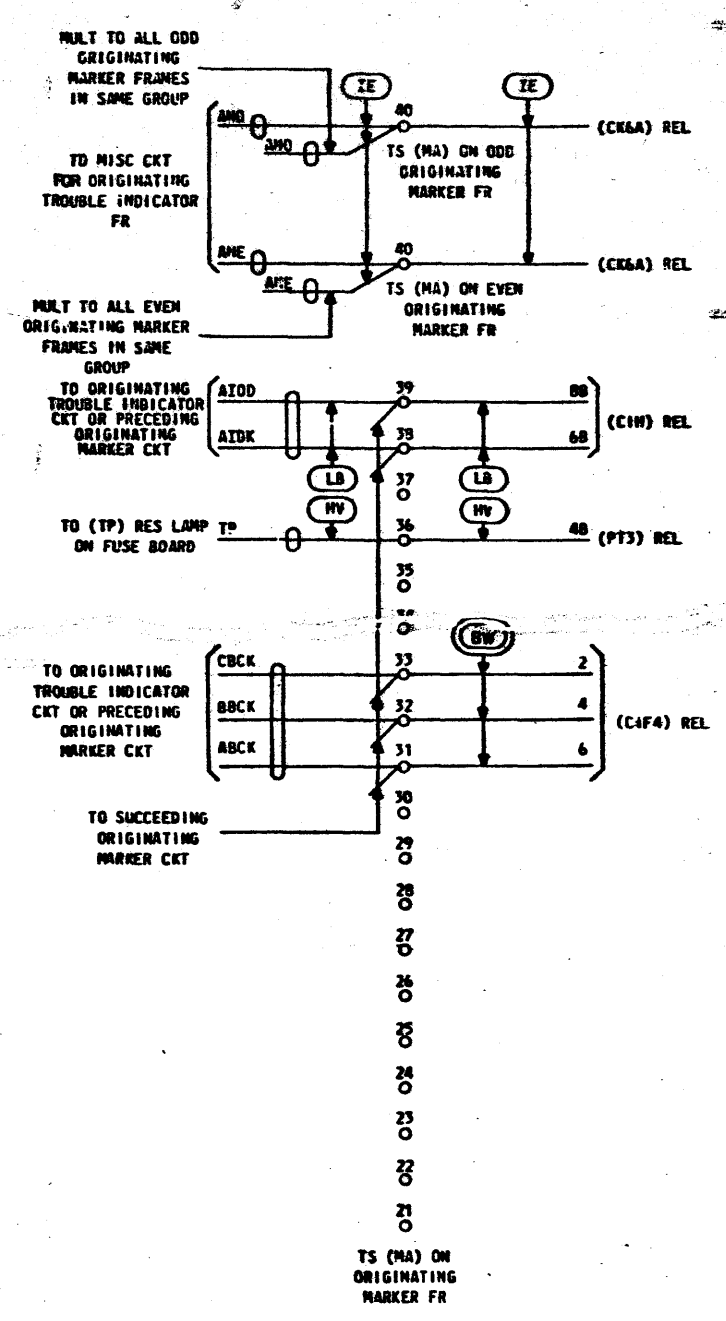 MULT TO ALL ODD
ORIGINATING
MARKER FRAMES
IN SAME GROUP
IE
IE
40
AMO
(CK6A) REL
AMO
TS (MA) ON ODD
ORIGINATING
MARKER FR
TO MISC CKT
FOR ORIGINATING
TROUBLE INDICATOR
FR
40
AME
(CK6A) REL
AME
TS (MA) ON EVEN
ORIGINATING
MARKER FR
MULT TO ALL EVEN
ORIGINATING MARKER
FRAMES IN SAME
GROUP
TO ORIGINATING
TROUBLE INDICATOR
CKT OR PRECEDING
ORIGINATING
MARKER CKT
AIDD
39
8B
AIDK
38
6B
LB
37
LB
HV
HV
TO (TP) RES LAMP
ON FUSE BOARD
TP
36
4B
(PT3) REL
35
BW
TO ORIGINATING
TROUBLE INDICATOR
CKT OR PRECEDING
ORIGINATING
MARKER CKT
CBCK
33
2
BBCK
32
4
ABCK
31
6
30
TO SUCCEEDING
ORIGINATING
MARKER CKT
29
28
27
26
25
24
23
22
21
TS (MA) ON
ORIGINATING
MARKER FR